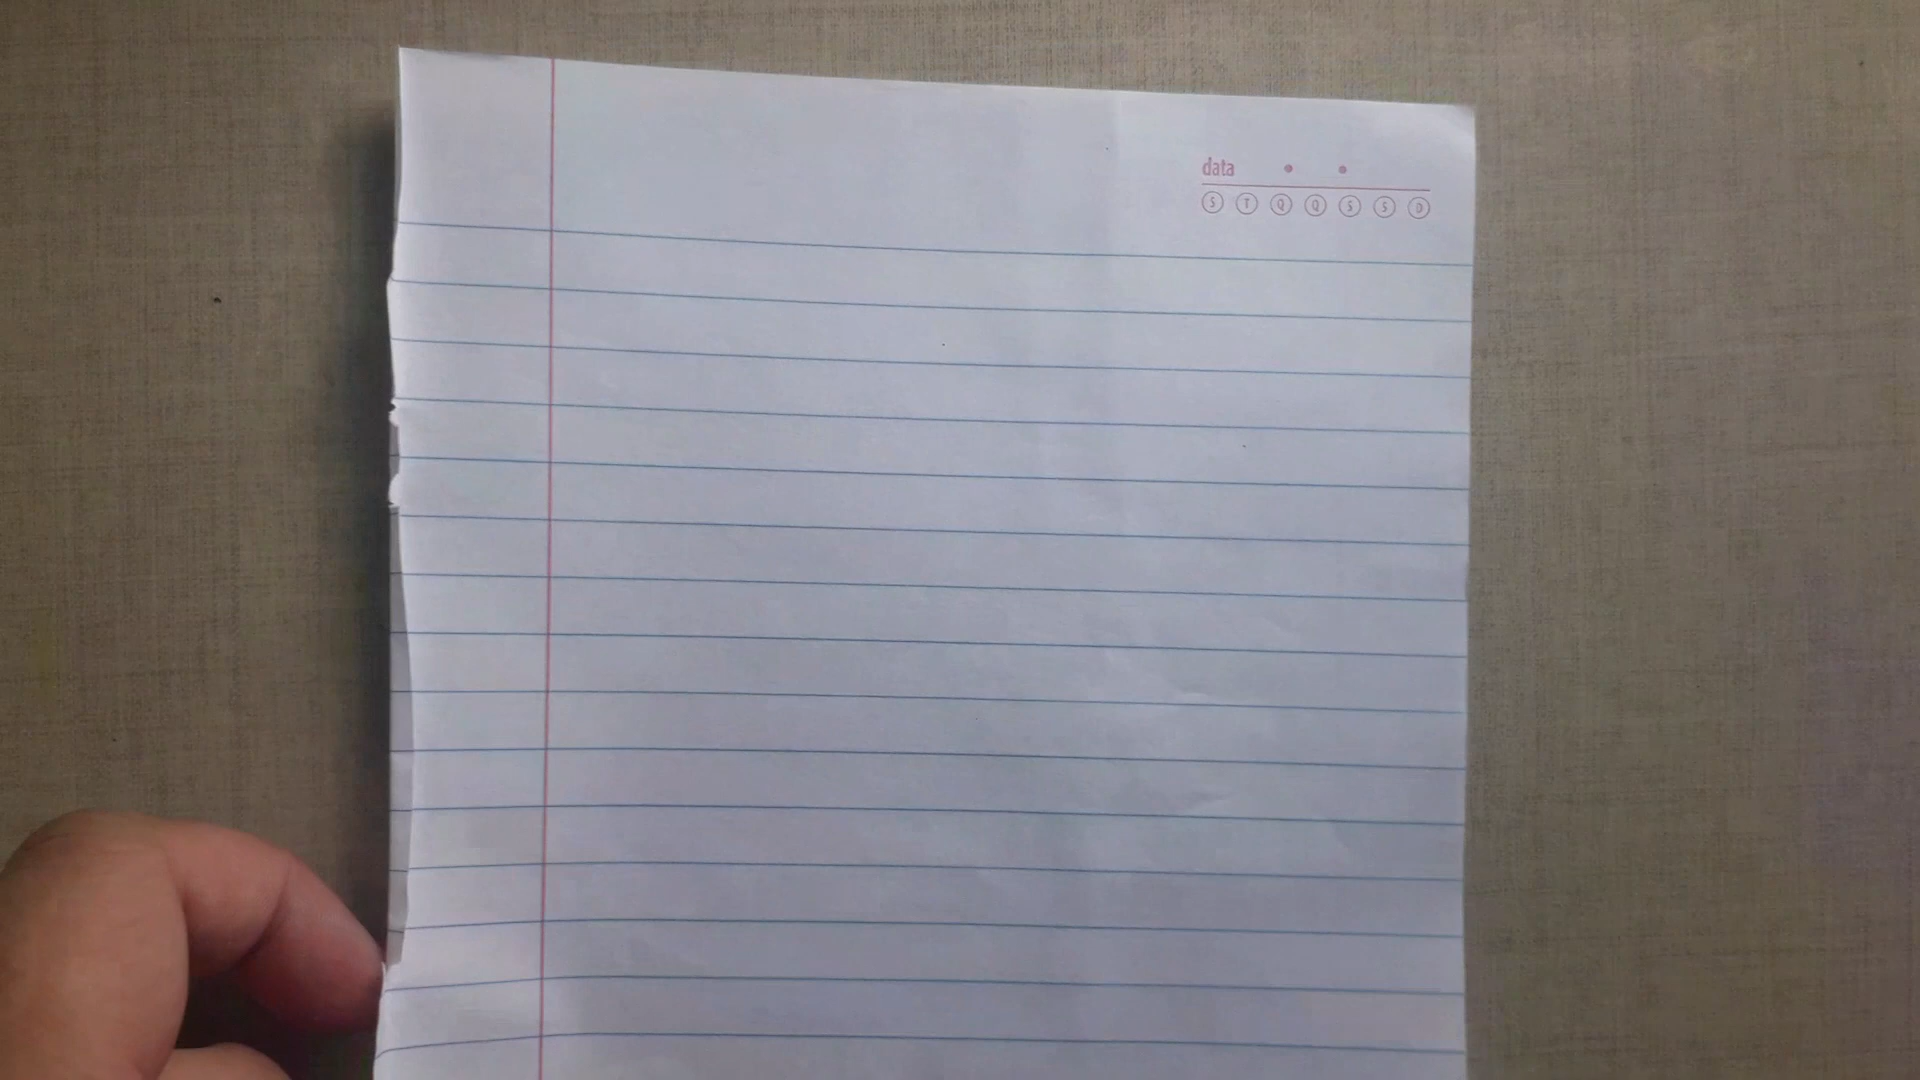 data • •
S T Q Q S S D